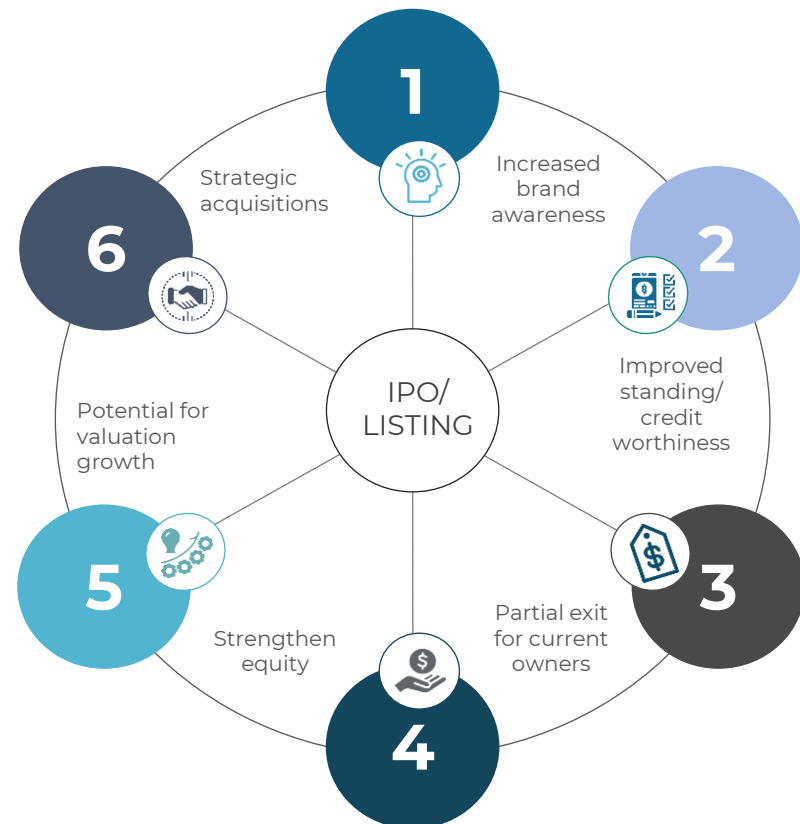 1
Increased
brand
awareness
2
Improved
standing/
credit
worthiness
3
Partial exit
for current
owners
4
Strengthen
equity
5
Potential for
valuation
growth
6
Strategic
acquisitions
IPO/
LISTING
$
$
$